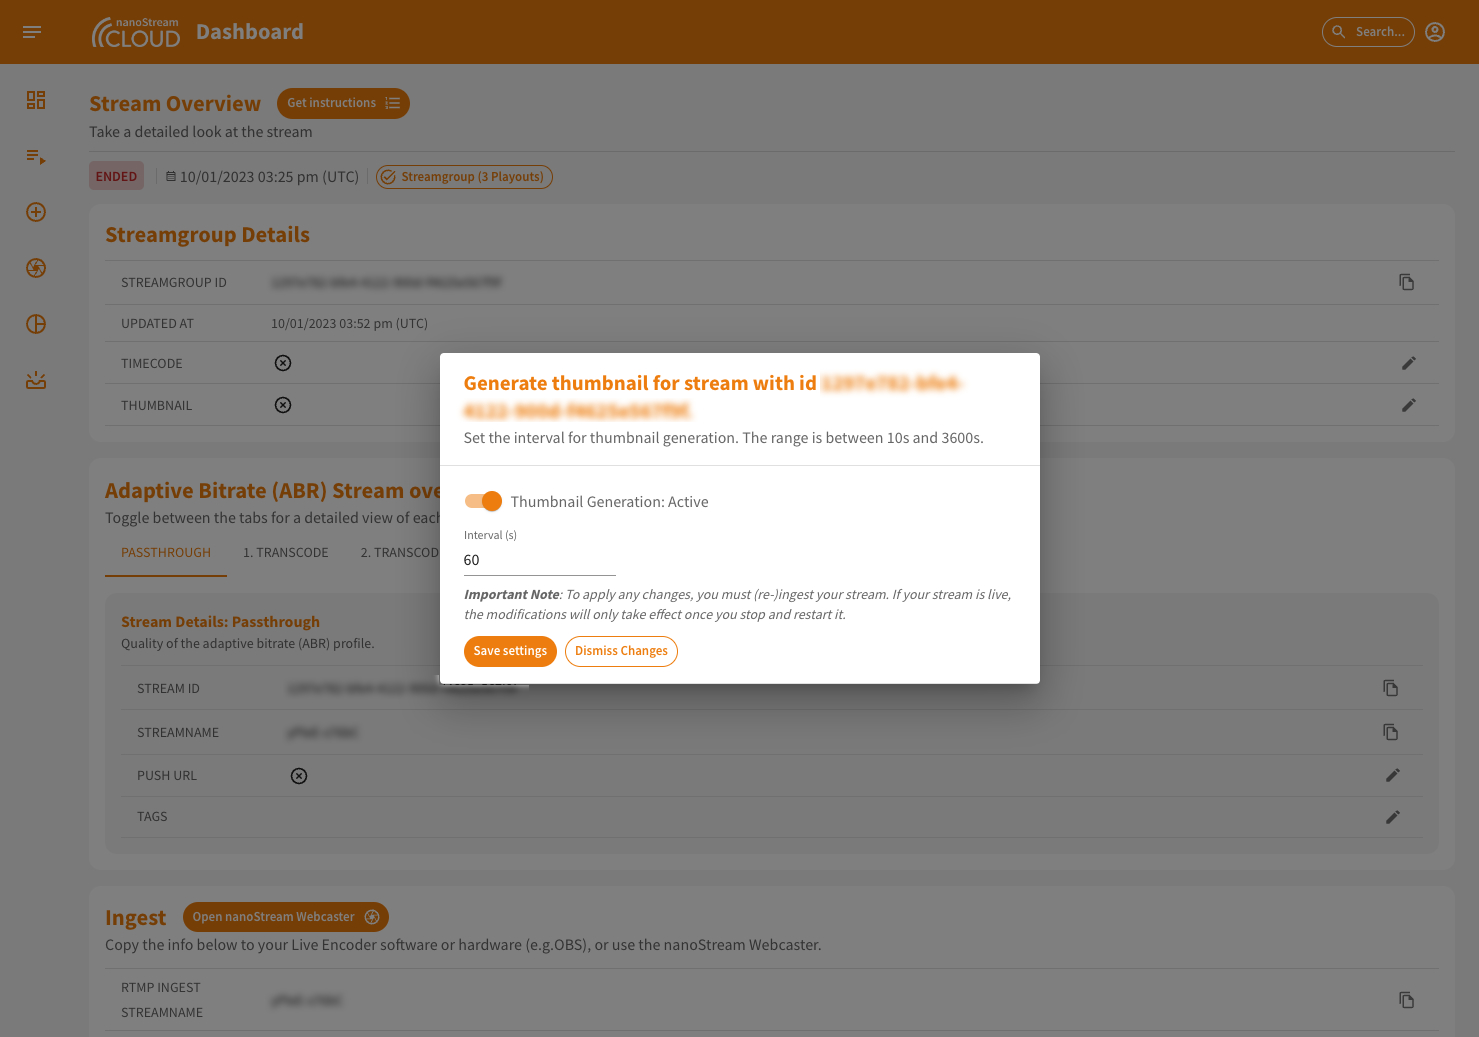 nanoStream
CLOUD
Dashboard
Search...
Stream Overview
Get instructions
Take a detailed look at the stream
ENDED
10/01/2023 03:25 pm (UTC)
Streamgroup (3 Playouts)
Streamgroup Details
STREAMGROUP ID
UPDATED AT
10/01/2023 03:52 pm (UTC)
TIMECODE
THUMBNAIL
Generate thumbnail for stream with id
Set the interval for thumbnail generation. The range is between 10s and 3600s.
Thumbnail Generation: Active
Interval (s)
60
Important Note: To apply any changes, you must (re-)ingest your stream. If your stream is live,
the modifications will only take effect once you stop and restart it.
Save settings
Dismiss Changes
Adaptive Bitrate (ABR) Stream ove
Toggle between the tabs for a detailed view of each
PASSTHROUGH
1. TRANSCODE
2. TRANSCOD
Stream Details: Passthrough
Quality of the adaptive bitrate (ABR) profile.
STREAM ID
STREAMNAME
PUSH URL
TAGS
Ingest
Open nanoStream Webcaster
Copy the info below to your Live Encoder software or hardware (e.g.OBS), or use the nanoStream Webcaster.
RTMP INGEST
STREAMNAME